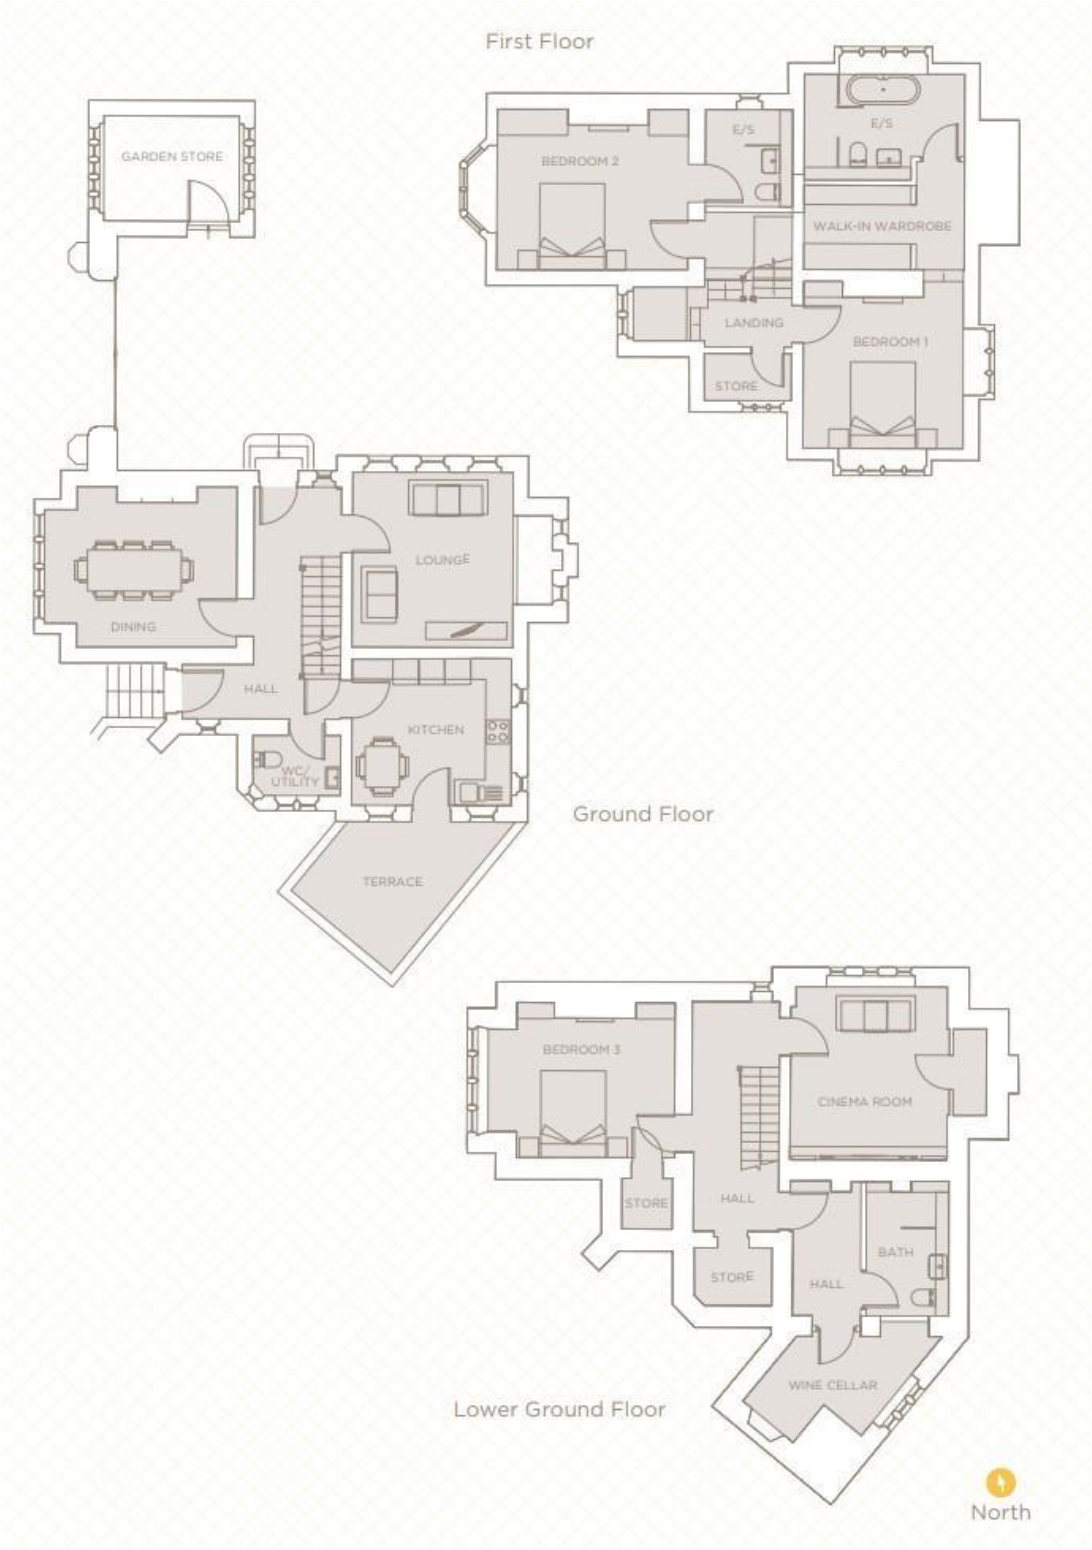 First Floor
GARDEN STORE
E/S
E/S
BEDROOM 2
WALK-IN WARDROBE
LANDING
BEDROOM 1
STORE
LOUNGE
DINING
HALL
KITCHEN
WC/
UTILITY
Ground Floor
TERRACE
BEDROOM 3
CINEMA ROOM
STORE
HALL
BATH
STORE
HALL
WINE CELLAR
Lower Ground Floor
North